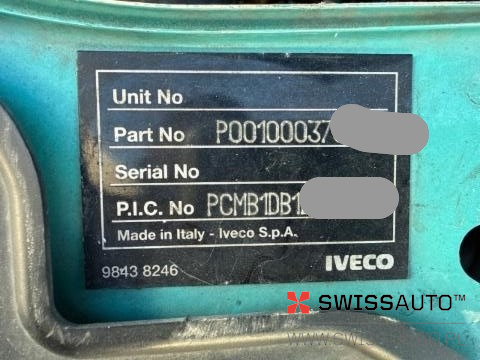 Unit No
Part No P00100037
Serial No
P.I.C. No PCMB1DB1
Made in Italy - Iveco S.p.A.
9843 8246 IVECO
SWISSAUTO™